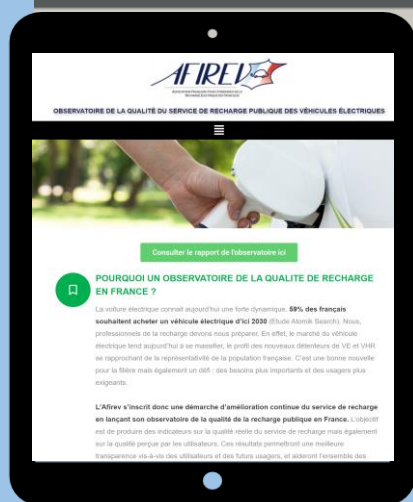 AFIREV
OBSERVATOIRE DE LA QUALITÉ DU SERVICE DE RECHARGE PUBLIQUE DES VÉHICULES ÉLECTRIQUES
Consulter le rapport de l'observatoire ici
POURQUOI UN OBSERVATOIRE DE LA QUALITE DE RECHARGE
EN FRANCE ?
La voiture électrique connait aujourd'hui une forte dynamique. 59% des français
souhaitent acheter un véhicule électrique d'ici 2030 (Etude Atomik Search). Nous,
professionnels de la recharge devons nous préparer. En effet, le marché du véhicule
électrique tend aujourd'hui à se massifier, le profil des nouveaux détenteurs de VE et VHR
se rapprochant de la représentativité de la population française. C'est une bonne nouvelle
pour la filière mais également un défi : des besoins plus importants et des usagers plus
exigeants.
L'Afirev s'inscrit donc une démarche d'amélioration continue du service de recharge
en lançant son observatoire de la qualité de la recharge publique en France. L'objectif
est de produire des indicateurs sur la qualité réelle du service de recharge mais également
sur la qualité perçue par les utilisateurs. Ces résultats permettront une meilleure
transparence vis-à-vis des utilisateurs et des futurs usagers, et acteront l'ensemble des